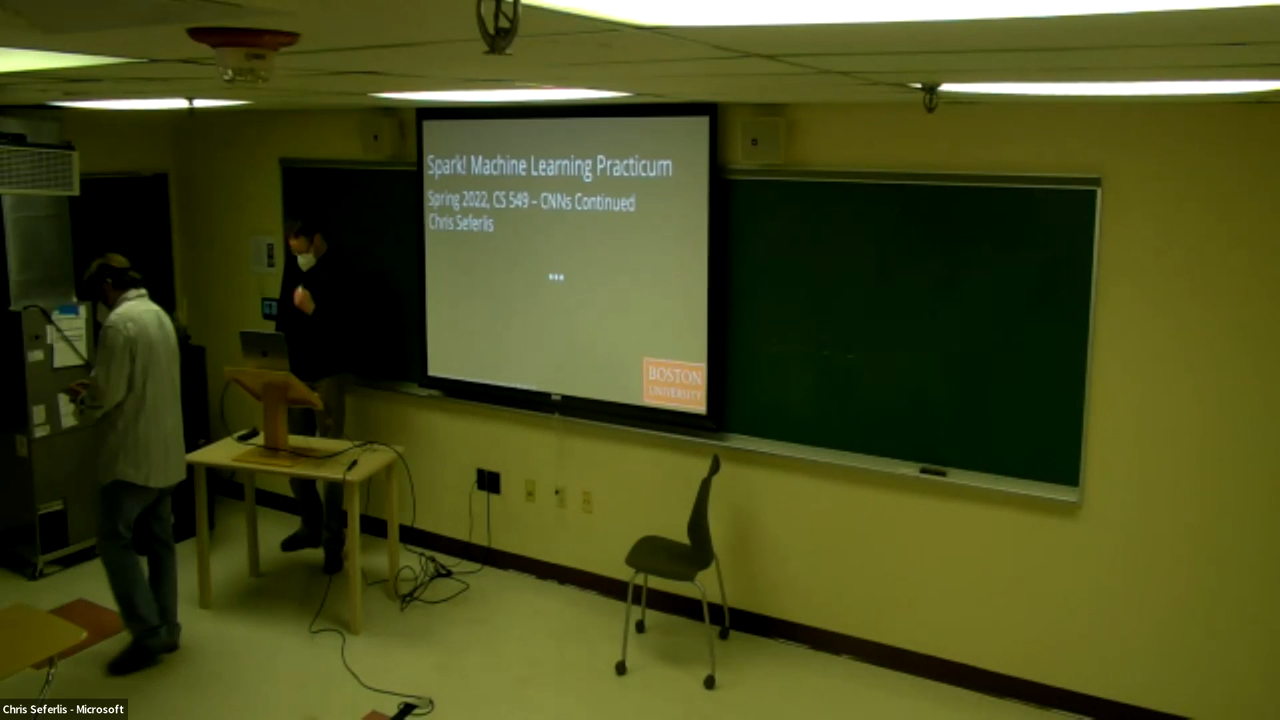 Spark! Machine Learning Practicum
Spring 2022, CS 549 – CNNs Continued
Chris Seferlis
BOSTON
UNIVERSITY
Chris Seferlis - Microsoft